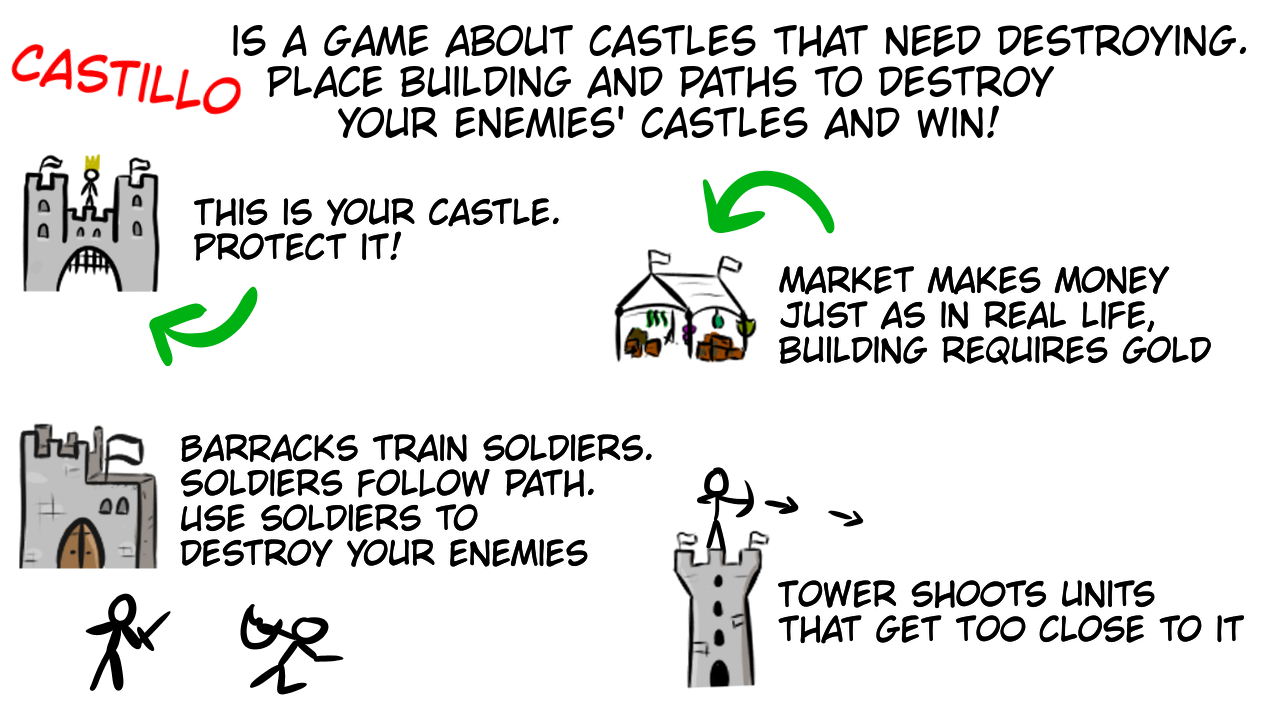 CASTILLO IS A GAME ABOUT CASTLES THAT NEED DESTROYING.
PLACE BUILDING AND PATHS TO DESTROY
YOUR ENEMIES' CASTLES AND WIN!
THIS IS YOUR CASTLE.
PROTECT IT!
MARKET MAKES MONEY
JUST AS IN REAL LIFE,
BUILDING REQUIRES GOLD
BARRACKS TRAIN SOLDIERS.
SOLDIERS FOLLOW PATH.
USE SOLDIERS TO
DESTROY YOUR ENEMIES
TOWER SHOOTS UNITS
THAT GET TOO CLOSE TO IT